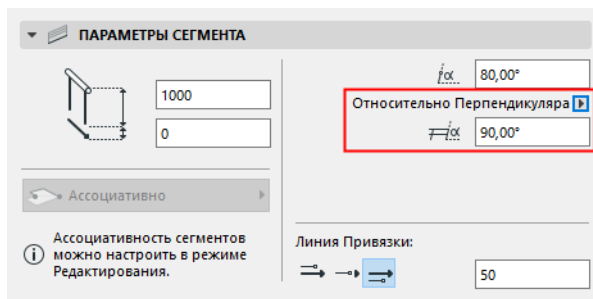 ПАРАМЕТРЫ СЕГМЕНТА
1000
0
Ассоциативно
Ассоциативность сегментов
можно настроить в режиме
Редактирования.
α 80,00°
Относительно Перпендикуляра
α 90,00°
Линия Привязки:
50